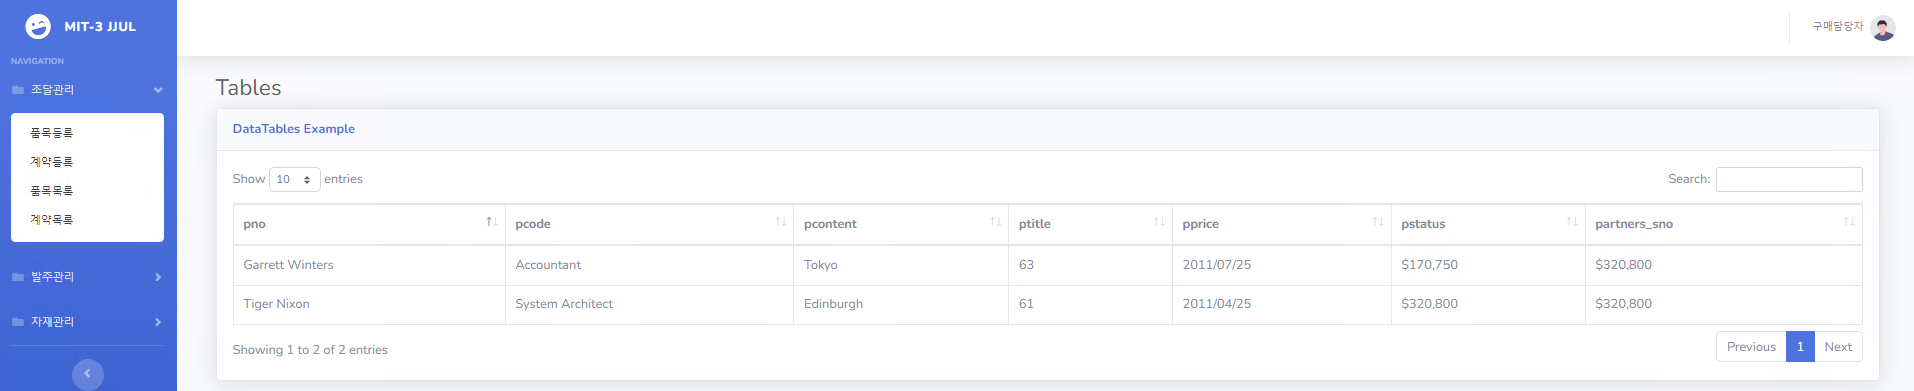 MIT-3 JJUL
구매담당자
NAVIGATION
조달관리
품목등록
계약등록
품목목록
계약목록
발주관리
자재관리
Tables
DataTables Example
Show 10 entries
Search:
pno pcode pcontent ptitle pprice pstatus partners_sno
Garrett Winters Accountant Tokyo 63 2011/07/25 $170,750 $320,800
Tiger Nixon System Architect Edinburgh 61 2011/04/25 $320,800 $320,800
Showing 1 to 2 of 2 entries
Previous 1 Next